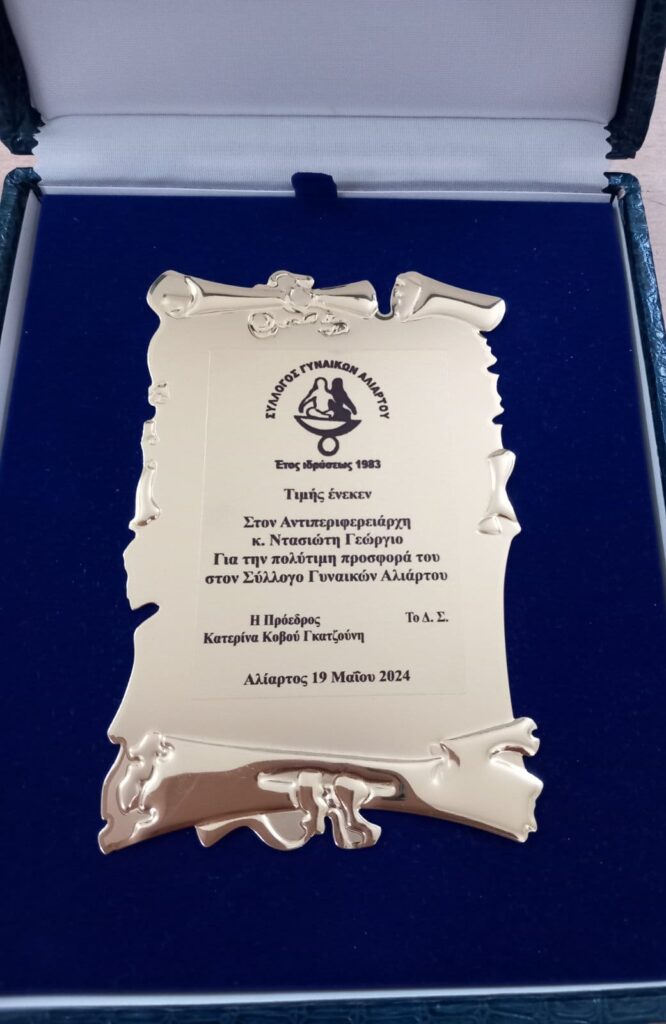 ΣΥΛΛΟΓΟΣ ΓΥΝΑΙΚΩΝ ΑΛΙΑΡΤΟΥ
Έτος ιδρύσεως 1983
Τιμής ένεκεν
Στον Αντιπεριφερειάρχη
κ. Ντασιώτη Γεώργιο
Για την πολύτιμη προσφορά του
στον Σύλλογο Γυναικών Αλιάρτου
Η Πρόεδρος Το Δ. Σ.
Κατερίνα Κοβού Γκατζούνη
Αλίαρτος 19 Μαΐου 2024